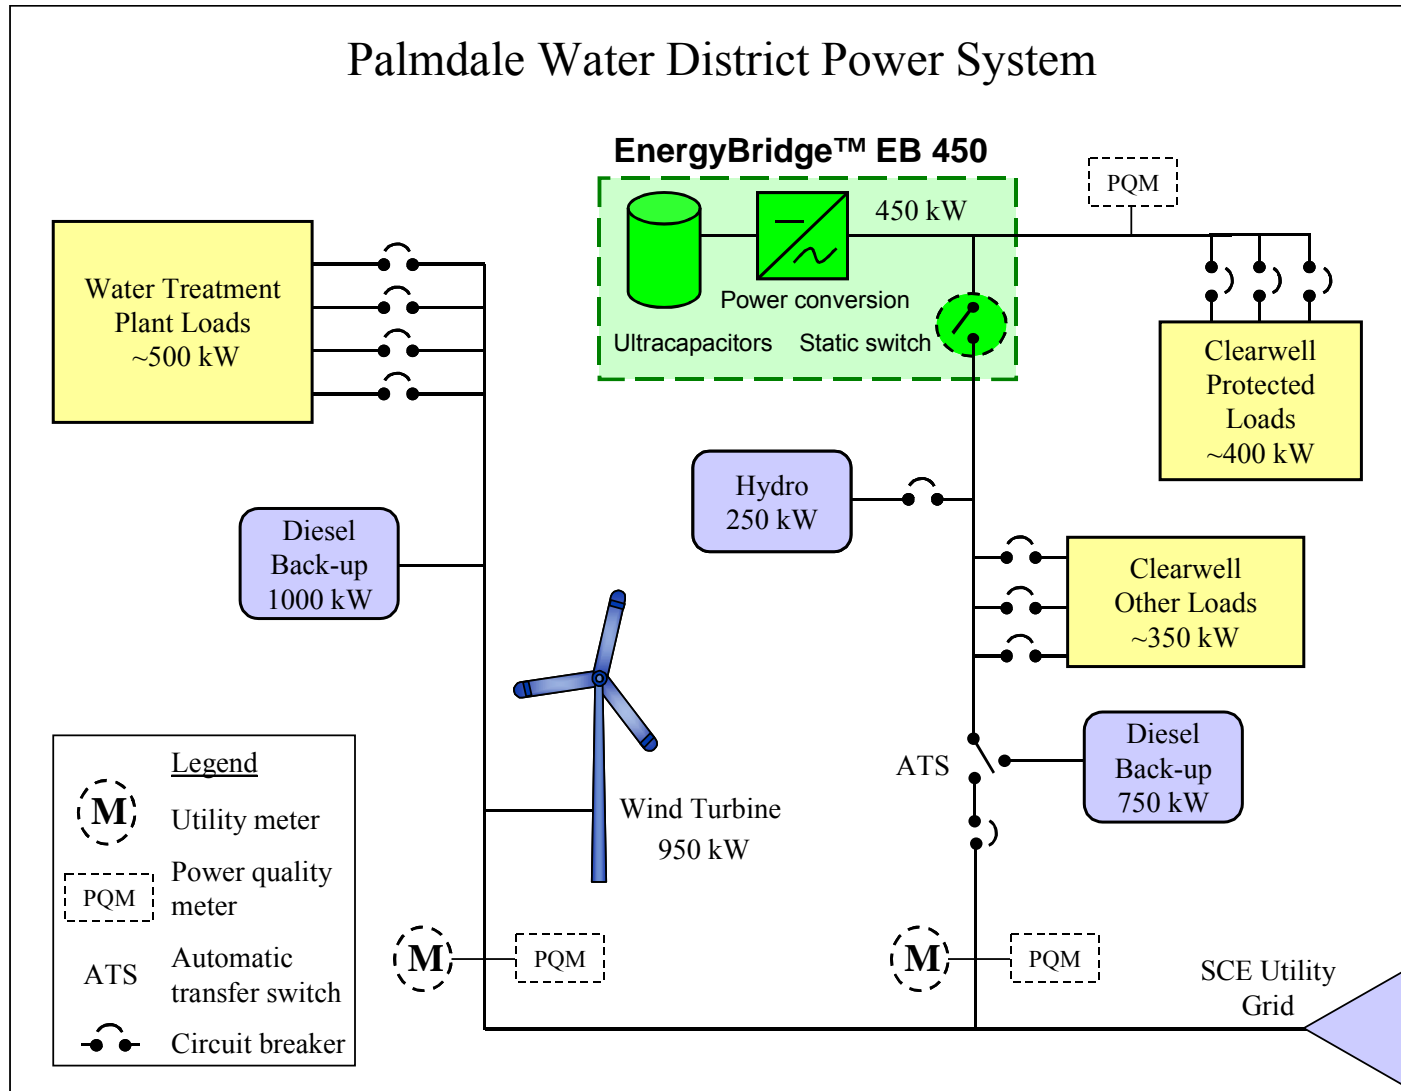 Palmdale Water District Power System
EnergyBridge™ EB 450
PQM
450 kW
Power conversion
Ultracapacitors
Static switch
Water Treatment
Plant Loads
~500 kW
Clearwell
Protected
Loads
~400 kW
Hydro
250 kW
Diesel
Back-up
1000 kW
Clearwell
Other Loads
~350 kW
ATS
Diesel
Back-up
750 kW
Wind Turbine
950 kW
Legend
M
Utility meter
PQM
Power quality
meter
ATS
Automatic
transfer switch
Circuit breaker
M
PQM
M
PQM
SCE Utility
Grid